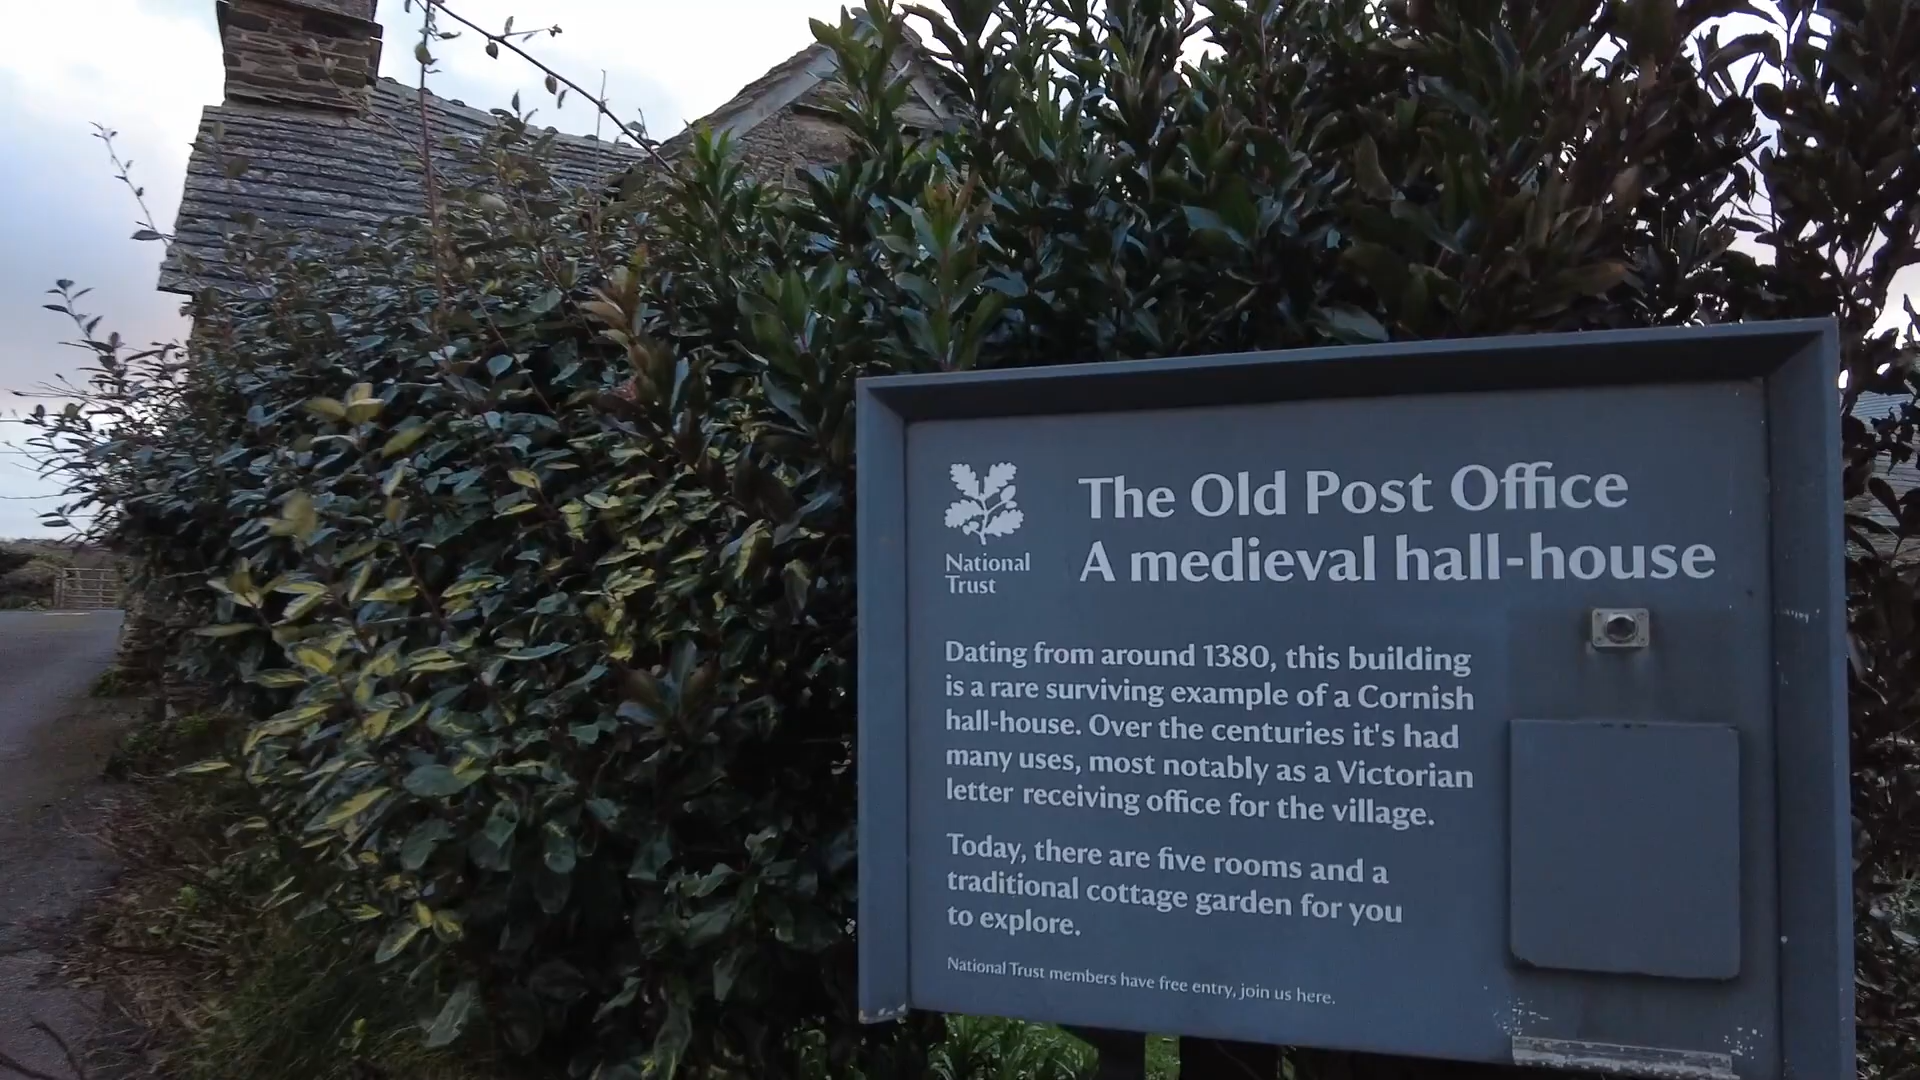 The Old Post Office
A medieval hall-house
National
Trust
Dating from around 1380, this building
is a rare surviving example of a Cornish
hall-house. Over the centuries it's had
many uses, most notably as a Victorian
letter receiving office for the village.
Today, there are five rooms and a
traditional cottage garden for you
to explore.
National Trust members have free entry, join us here.